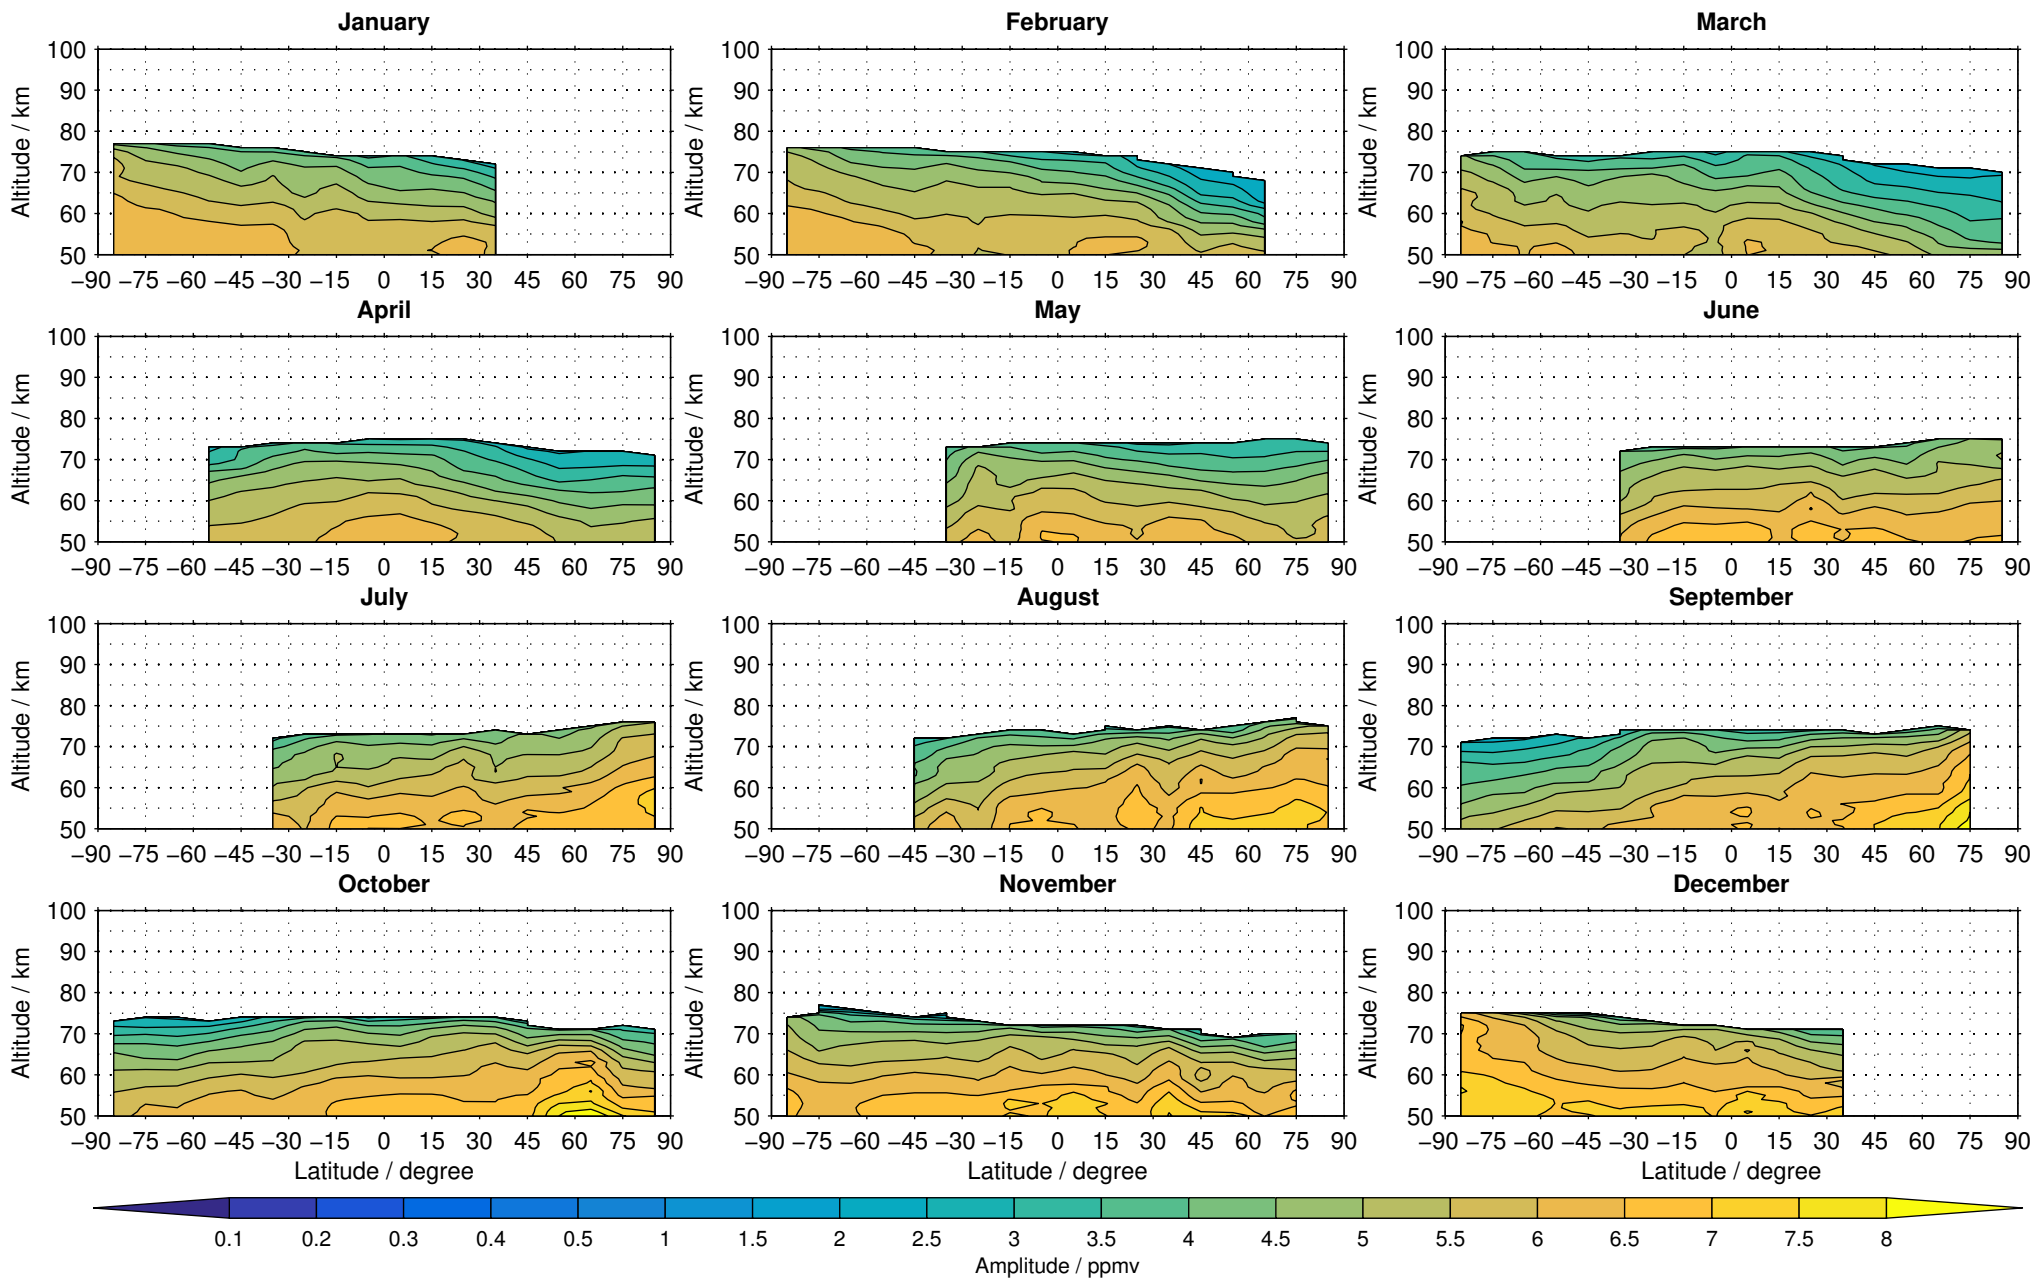 January February March
100 100 100
90 90 90
80 80 80
70 70 70
60 60 60
50 50 50
Altitude / km Altitude / km Altitude / km
−90 −75 −60 −45 −30 −15 0 15 30 45 60 75 90 −90 −75 −60 −45 −30 −15 0 15 30 45 60 75 90 −90 −75 −60 −45 −30 −15 0 15 30 45 60 75 90
April May June
100 100 100
90 90 90
80 80 80
70 70 70
60 60 60
50 50 50
Altitude / km Altitude / km Altitude / km
−90 −75 −60 −45 −30 −15 0 15 30 45 60 75 90 −90 −75 −60 −45 −30 −15 0 15 30 45 60 75 90 −90 −75 −60 −45 −30 −15 0 15 30 45 60 75 90
July August September
100 100 100
90 90 90
80 80 80
70 70 70
60 60 60
50 50 50
Altitude / km Altitude / km Altitude / km
−90 −75 −60 −45 −30 −15 0 15 30 45 60 75 90 −90 −75 −60 −45 −30 −15 0 15 30 45 60 75 90 −90 −75 −60 −45 −30 −15 0 15 30 45 60 75 90
October November December
100 100 100
90 90 90
80 80 80
70 70 70
60 60 60
50 50 50
Altitude / km Altitude / km Altitude / km
−90 −75 −60 −45 −30 −15 0 15 30 45 60 75 90 −90 −75 −60 −45 −30 −15 0 15 30 45 60 75 90 −90 −75 −60 −45 −30 −15 0 15 30 45 60 75 90
Latitude / degree Latitude / degree Latitude / degree
0.1 0.2 0.3 0.4 0.5 1 1.5 2 2.5 3 3.5 4 4.5 5 5.5 6 6.5 7 7.5 8
Amplitude / ppmv